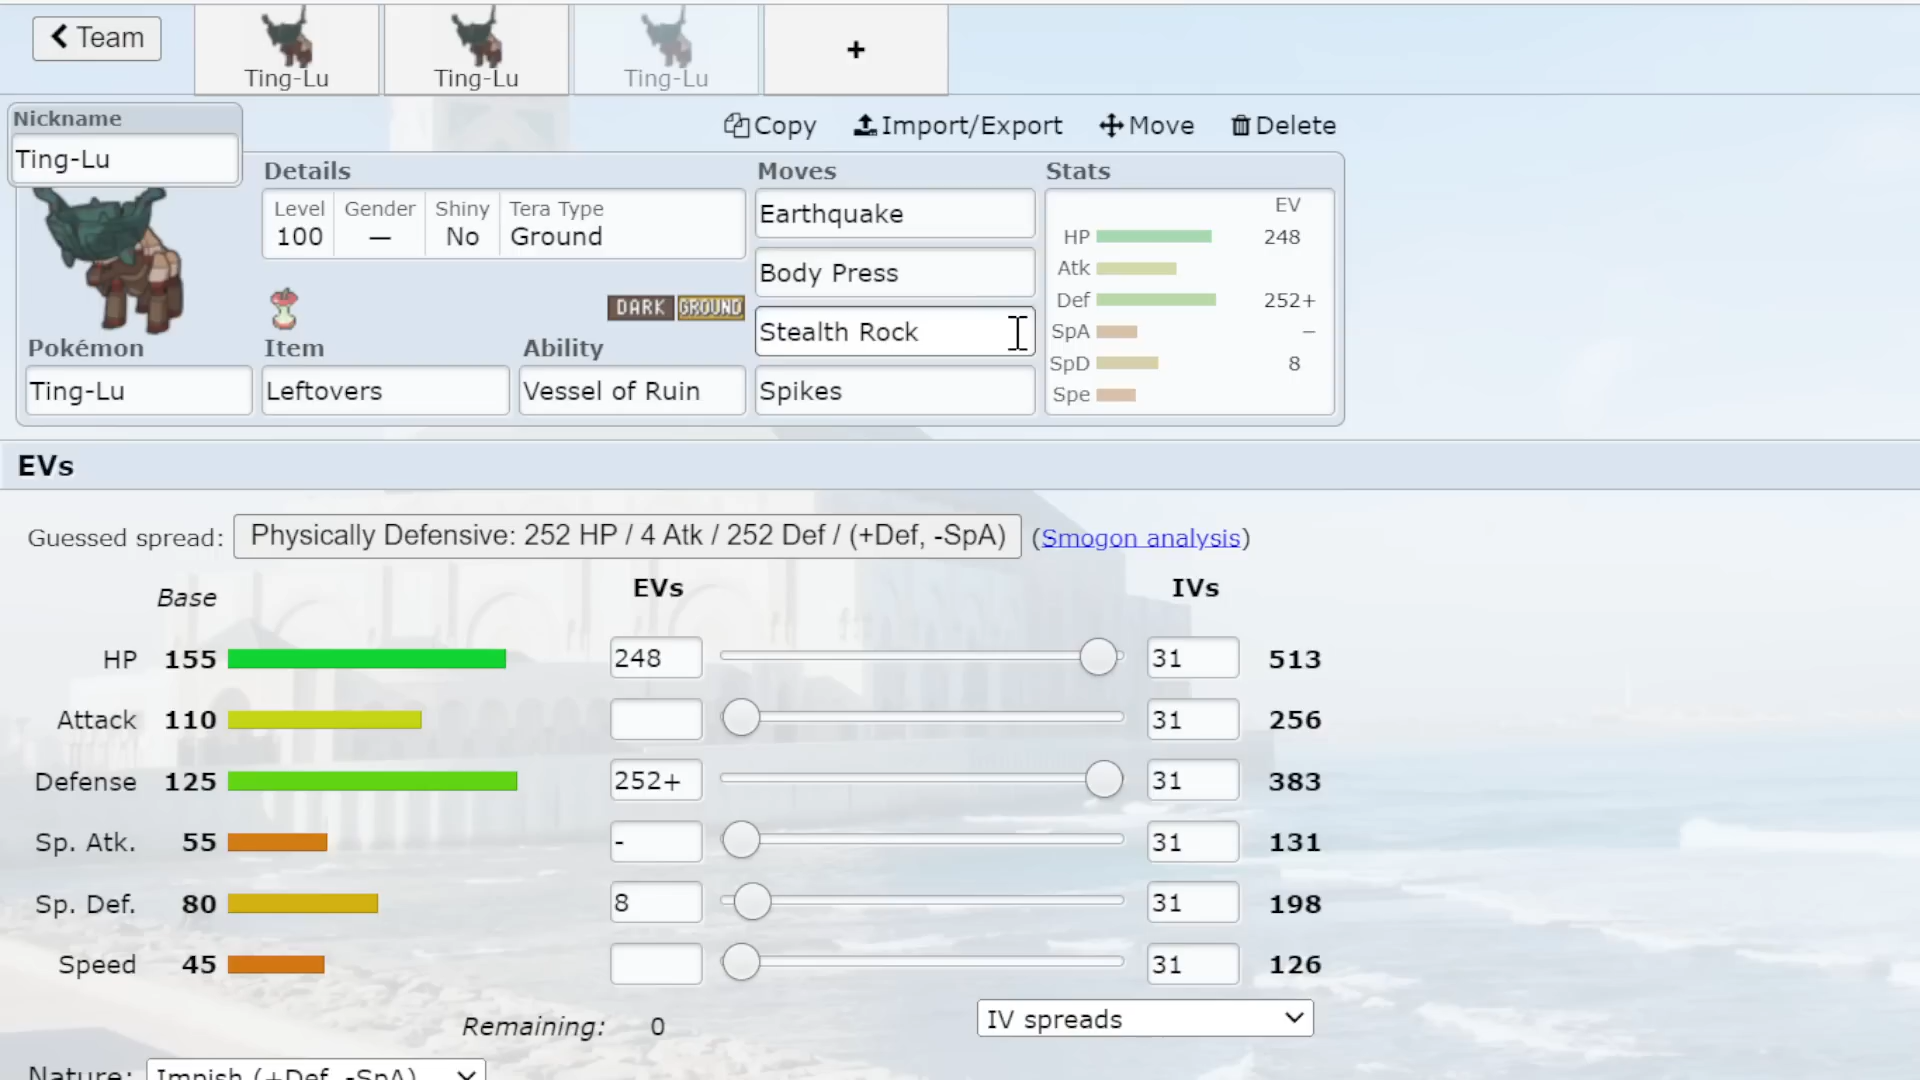 Team
Ting-Lu
Ting-Lu
Ting-Lu
+
Nickname
Ting-Lu
Copy
Import/Export
Move
Delete
Details
Level
100
Gender
—
Shiny
No
Tera Type
Ground
DARK GROUND
Pokémon
Ting-Lu
Item
Leftovers
Ability
Vessel of Ruin
Moves
Earthquake
Body Press
Stealth Rock
Spikes
Stats
EV
HP 248
Atk
Def 252+
SpA −
SpD 8
Spe
EVs
Guessed spread: Physically Defensive: 252 HP / 4 Atk / 252 Def / (+Def, -SpA) (Smogon analysis)
Base EVs IVs
HP 155 248 31 513
Attack 110 31 256
Defense 125 252+ 31 383
Sp. Atk. 55 - 31 131
Sp. Def. 80 8 31 198
Speed 45 31 126
Remaining: 0
IV spreads
Nature: Impish (+Def, -SpA)